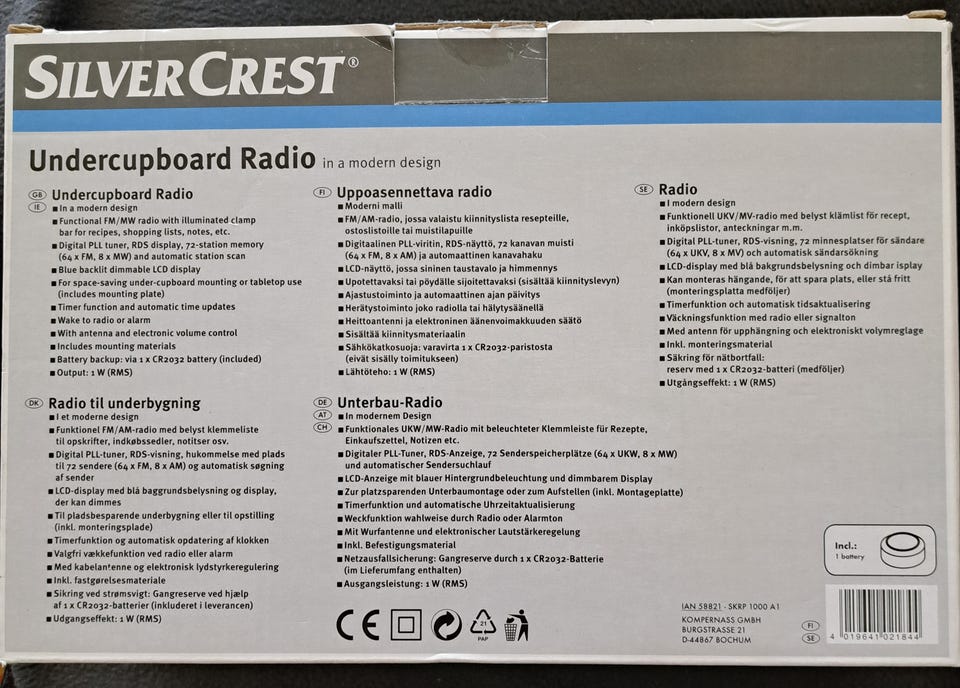 SILVERCREST®
Undercupboard Radio in a modern design
GB IE Undercupboard Radio
■ In a modern design
■ Functional FM/MW radio with illuminated clamp
bar for recipes, shopping lists, notes, etc.
■ Digital PLL tuner, RDS display, 72-station memory
(64 x FM, 8 x MW) and automatic station scan
■ Blue backlit dimmable LCD display
■ For space-saving under-cupboard mounting or tabletop use
(includes mounting plate)
■ Timer function and automatic time updates
■ Wake to radio or alarm
■ With antenna and electronic volume control
■ Includes mounting materials
■ Battery backup: via 1 x CR2032 battery (included)
■ Output: 1 W (RMS)
FI Uppoasennettava radio
■ Moderni malli
■ FM/AM-radio, jossa valaistu kiinnityslista resepteille,
ostoslistoille tai muistilapuille
■ Digitaalinen PLL-viritin, RDS-näyttö, 72 kanavan muisti
(64 x FM, 8 x AM) ja automaattinen kanavahaku
■ LCD-näyttö, jossa sininen taustavalo ja himmennys
■ Upotettavaksi tai pöydälle sijoitettavaksi (sisältää kiinnityslevyn)
■ Ajastustoiminto ja automaattinen ajan päivitys
■ Herätystoiminto joko radiolla tai hälytysäänellä
■ Heittoantenni ja elektroninen äänenvoimakkuuden säätö
■ Sisältää kiinnitysmateriaalin
■ Sähkökatkosuoja: varavirta 1 x CR2032-paristosta
(eivät sisälly toimitukseen)
■ Lähtöteho: 1 W (RMS)
SE Radio
■ I modern design
■ Funktionell UKV/MV-radio med belyst klämlist för recept,
inköpslistor, anteckningar m.m.
■ Digital PLL-tuner, RDS-visning, 72 minnesplatser för sändare
(64 x UKV, 8 x MV) och automatisk sändarsökning
■ LCD-display med blå bakgrundsbelysning och dimbar isplay
■ Kan monteras hängande, för att spara plats, eller stå fritt
(monteringsplatta medföljer)
■ Timerfunktion och automatisk tidsaktualisering
■ Väckningsfunktion med radio eller signalton
■ Med antenn för upphängning och elektroniskt volymreglage
■ Inkl. monteringsmaterial
■ Säkring för nätbortfall:
reserv med 1 x CR2032-batteri (medföljer)
■ Utgångseffekt: 1 W (RMS)
DK Radio til underbygning
■ I et moderne design
■ Funktionel FM/AM-radio med belyst klemmeliste
til opskrifter, indkøbssedler, notitser osv.
■ Digital PLL-tuner, RDS-visning, hukommelse med plads
til 72 sendere (64 x FM, 8 x AM) og automatisk søgning
af sender
■ LCD-display med blå baggrundsbelysning og display,
der kan dimmes
■ Til pladsbesparende underbygning eller til opstilling
(inkl. monteringsplade)
■ Timerfunktion og automatisk opdatering af klokken
■ Valgfri vækkefunktion ved radio eller alarm
■ Med kabelantenne og elektronisk lydstyrkeregulering
■ Inkl. fastgørelsesmateriale
■ Sikring ved strømsvigt: Gangreserve ved hjælp
af 1 x CR2032-batterier (inkluderet i leverancen)
■ Udgangseffekt: 1 W (RMS)
DE AT CH Unterbau-Radio
■ In modernem Design
■ Funktionales UKW/MW-Radio mit beleuchteter Klemmleiste für Rezepte,
Einkaufszettel, Notizen etc.
■ Digitaler PLL-Tuner, RDS-Anzeige, 72 Senderspeicherplätze (64 x UKW, 8 x MW)
und automatischer Sendersuchlauf
■ LCD-Anzeige mit blauer Hintergrundbeleuchtung und dimmbarem Display
■ Zur platzsparenden Unterbaumontage oder zum Aufstellen (inkl. Montageplatte)
■ Timerfunktion und automatische Uhrzeitaktualisierung
■ Weckfunktion wahlweise durch Radio oder Alarmton
■ Mit Wurfantenne und elektronischer Lautstärkeregelung
■ Inkl. Befestigungsmaterial
■ Netzausfallsicherung: Gangreserve durch 1 x CR2032-Batterie
(im Lieferumfang enthalten)
■ Ausgangsleistung: 1 W (RMS)
Incl.:
1 battery
CE
21
PAP
IAN 58821 - SKRP 1000 A1
KOMPERNASS GMBH
BURGSTRASSE 21
D-44867 BOCHUM
FI
SE
4 019641 021844